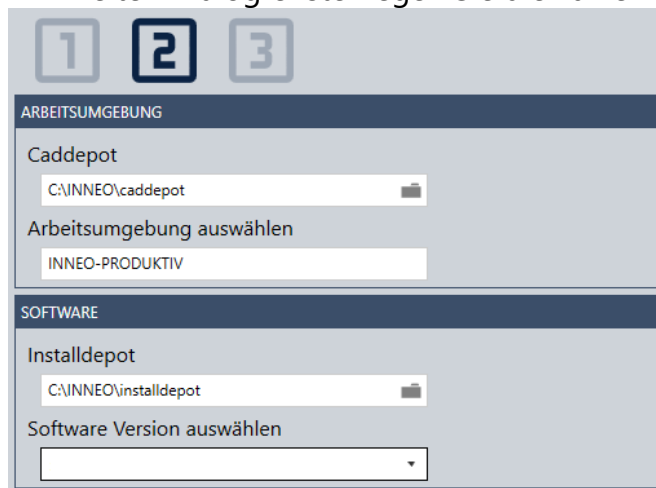 1 2 3
ARBEITSUMGEBUNG
Caddepot
C:\INNEO\caddepot
Arbeitsumgebung auswählen
INNEO-PRODUKTIV
SOFTWARE
Installdepot
C:\INNEO\installdepot
Software Version auswählen